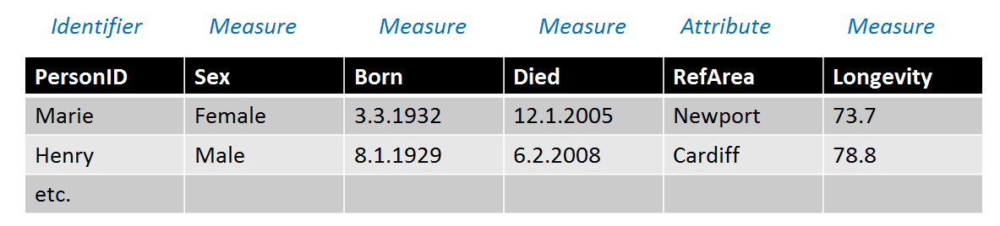 Identifier Measure Measure Measure Attribute Measure
PersonID Sex Born Died RefArea Longevity
Marie Female 3.3.1932 12.1.2005 Newport 73.7
Henry Male 8.1.1929 6.2.2008 Cardiff 78.8
etc.